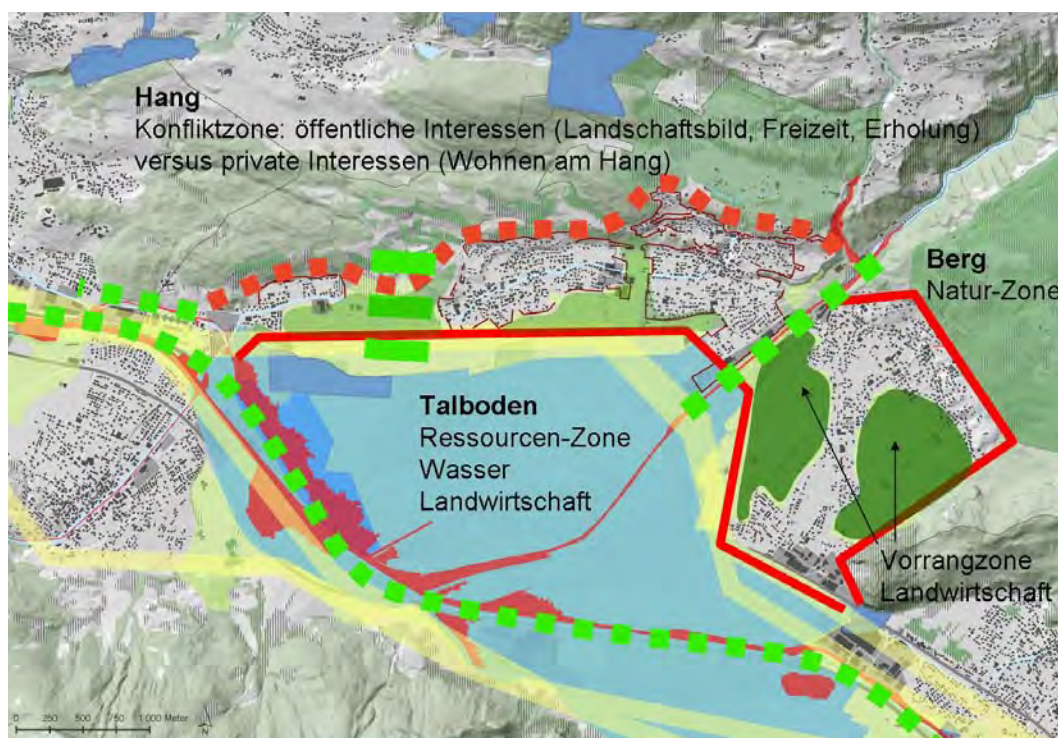 Hang
Konfliktzone: öffentliche Interessen (Landschaftsbild, Freizeit, Erholung)
versus private Interessen (Wohnen am Hang)
Berg
Natur-Zone
Talboden
Ressourcen-Zone
Wasser
Landwirtschaft
Vorrangzone
Landwirtschaft
0 250 500 750 1 000 Meter